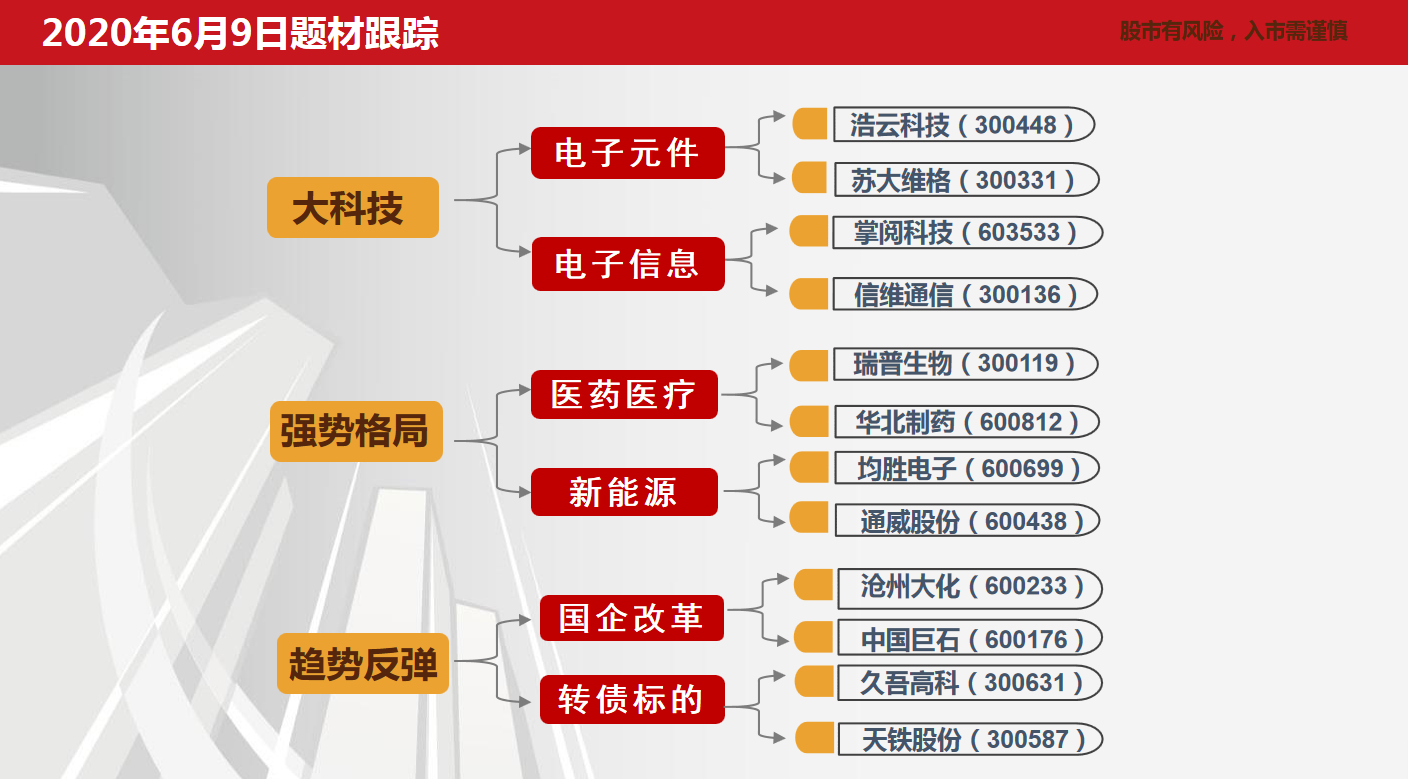 2020年6月9日题材跟踪
股市有风险，入市需谨慎
大科技
电子元件
浩云科技（300448）
苏大维格（300331）
电子信息
掌阅科技（603533）
信维通信（300136）
强势格局
医药医疗
瑞普生物（300119）
华北制药（600812）
新能源
均胜电子（600699）
通威股份（600438）
趋势反弹
国企改革
沧州大化（600233）
中国巨石（600176）
转债标的
久吾高科（300631）
天铁股份（300587）